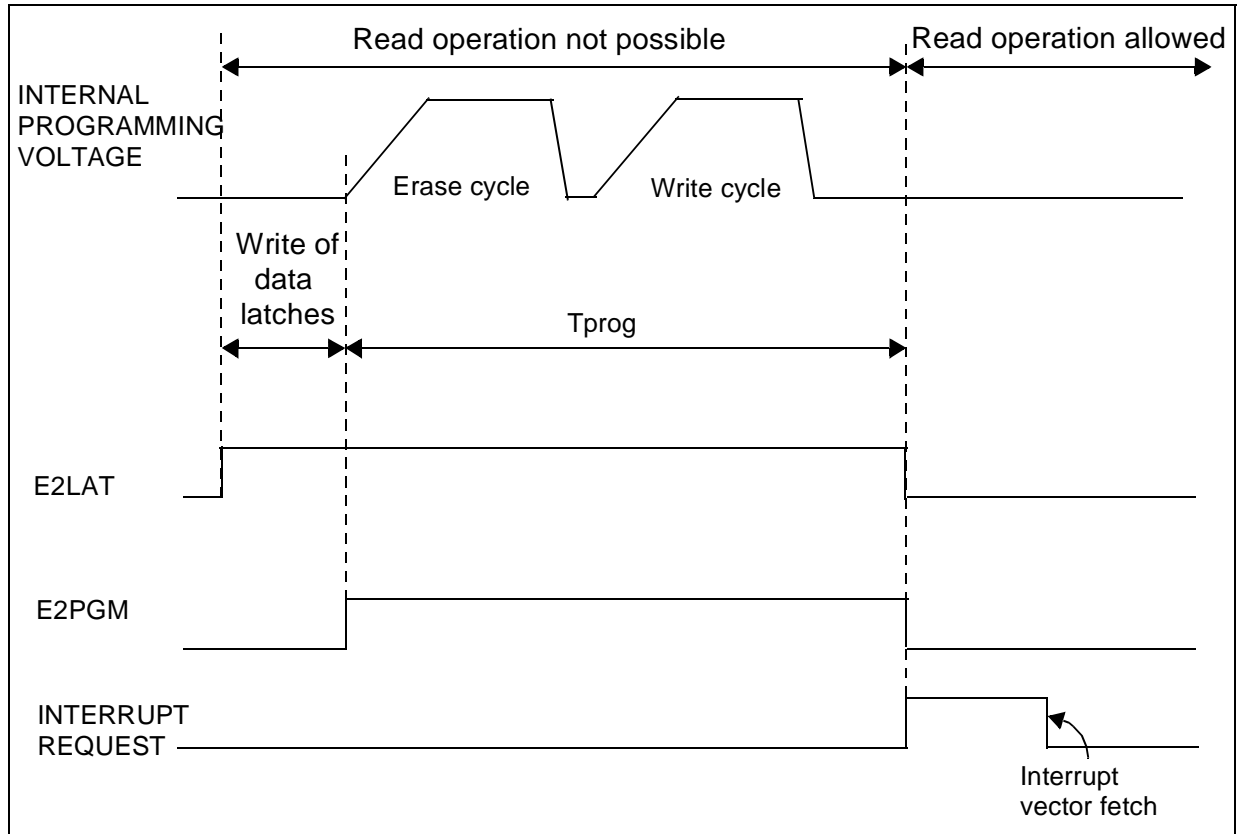 Read operation not possible
Read operation allowed
INTERNAL
PROGRAMMING
VOLTAGE
Erase cycle
Write cycle
Write of
data
latches
Tprog
E2LAT
E2PGM
INTERRUPT
REQUEST
Interrupt
vector fetch